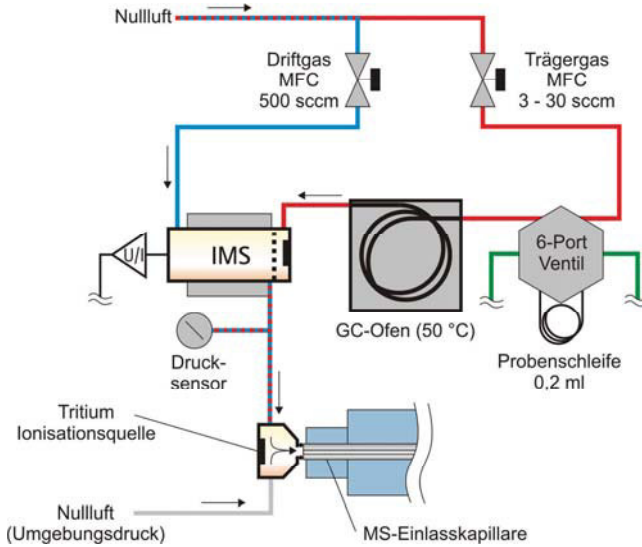 Nullluft
Driftgas
MFC
500 sccm
Trägergas
MFC
3 - 30 sccm
U/I
IMS
6-Port
Ventil
GC-Ofen (50 °C)
Probenschleife
0,2 ml
Druck-
sensor
Tritium
Ionisationsquelle
Nullluft
(Umgebungsdruck)
MS-Einlasskapillare